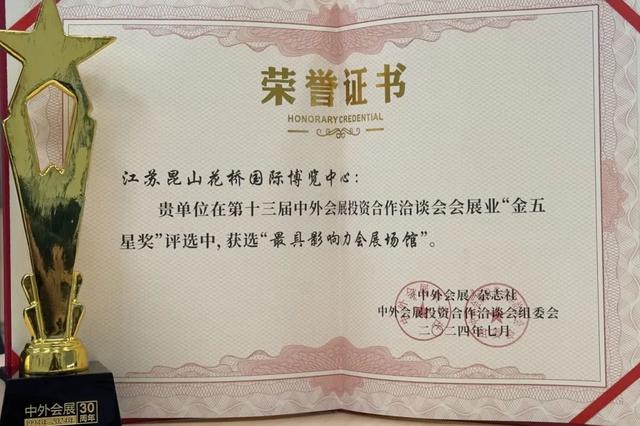 荣誉证书
HONORARY CREDENTIAL
江苏昆山花桥国际博览中心：
贵单位在第十三届中外会展投资合作洽谈会会展业“金五
星奖”评选中，获选“最具影响力会展场馆”。
中外会展 杂志社
中外会展投资合作洽谈会组委会
二〇二四年七月
中外会展 30
周年